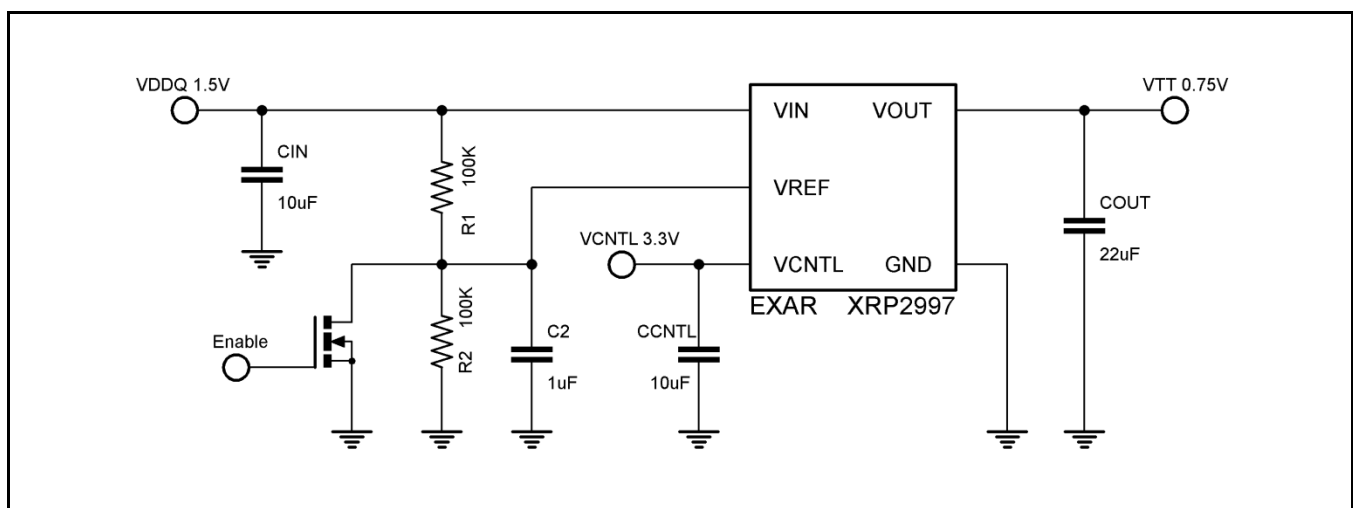 VDDQ 1.5V
VTT 0.75V
VIN
VOUT
CIN
10uF
100K
R1
VREF
COUT
22uF
VCNTL 3.3V
VCNTL
GND
EXAR XRP2997
Enable
100K
R2
C2
1uF
CCNTL
10uF